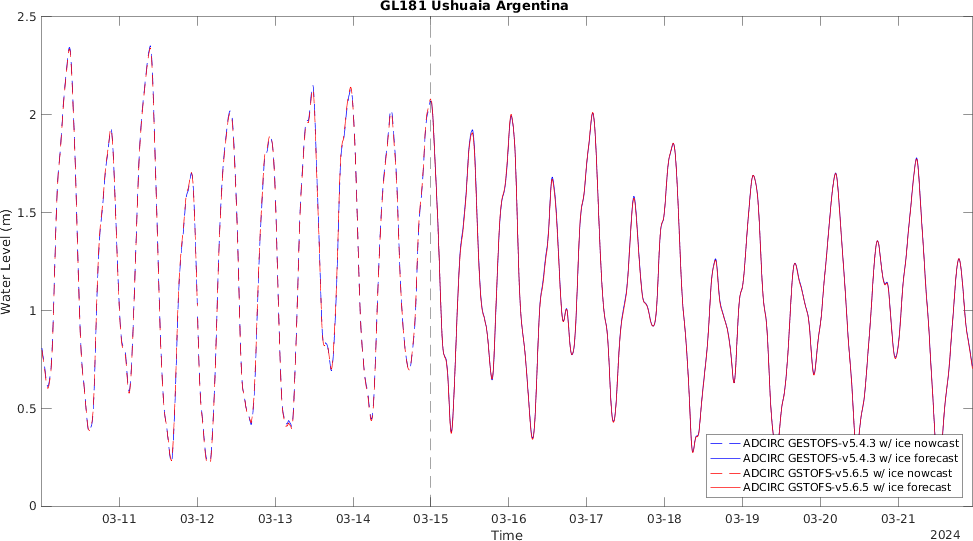 GL181 Ushuaia Argentina
2.5
2
1.5
1
0.5
0
Water Level (m)
03-11 03-12 03-13 03-14 03-15 03-16 03-17 03-18 03-19 03-20 03-21
Time
2024
ADCIRC GESTOFS-v5.4.3 w/ ice nowcast
ADCIRC GESTOFS-v5.4.3 w/ ice forecast
ADCIRC GSTOFS-v5.6.5 w/ ice nowcast
ADCIRC GSTOFS-v5.6.5 w/ ice forecast